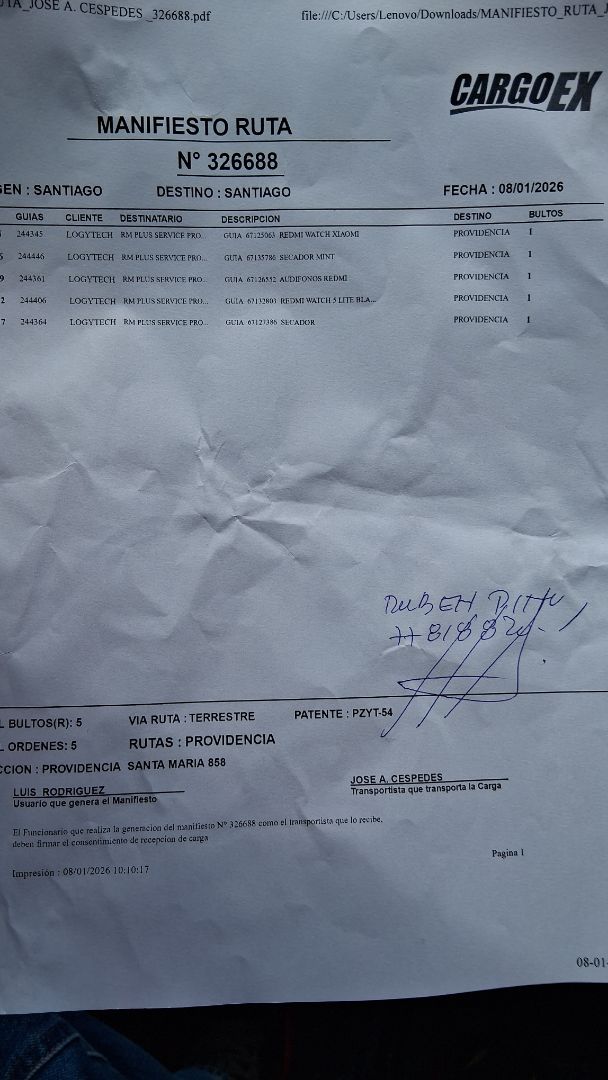 TA_JOSE A. CESPEDES _326688.pdf file:///C:/Users/Lenovo/Downloads/MANIFIESTO_RUTA_J
CARGOEX
MANIFIESTO RUTA
N° 326688
GEN : SANTIAGO DESTINO : SANTIAGO FECHA : 08/01/2026
GUIAS CLIENTE DESTINATARIO DESCRIPCION DESTINO BULTOS
244345 LOGYTECH RM PLUS SERVICE PRO... GUIA 67125063 REDMI WATCH XIAOMI PROVIDENCIA 1
5 244446 LOGYTECH RM PLUS SERVICE PRO... GUIA 67135786 SECADOR MINT PROVIDENCIA 1
9 244361 LOGYTECH RM PLUS SERVICE PRO... GUIA 67126552 AUDIFONOS REDMI PROVIDENCIA 1
2 244406 LOGYTECH RM PLUS SERVICE PRO... GUIA 67132803 REDMI WATCH 5 LITE BLA... PROVIDENCIA 1
7 244364 LOGYTECH RM PLUS SERVICE PRO... GUIA 67127386 SECADOR PROVIDENCIA 1
RUBEN
L BULTOS(R): 5 VIA RUTA : TERRESTRE PATENTE : PZYT-54
L ORDENES: 5 RUTAS : PROVIDENCIA
CCION : PROVIDENCIA SANTA MARIA 858
LUIS RODRIGUEZ JOSE A. CESPEDES
Usuario que genera el Manifiesto Transportista que transporta la Carga
El Funcionario que realiza la generacion del manifiesto N° 326688 como el transportista que lo recibe,
deben firmar el consentimiento de recepcion de carga
Pagina 1
Impresión : 08/01/2026 10:10:17
08-01-